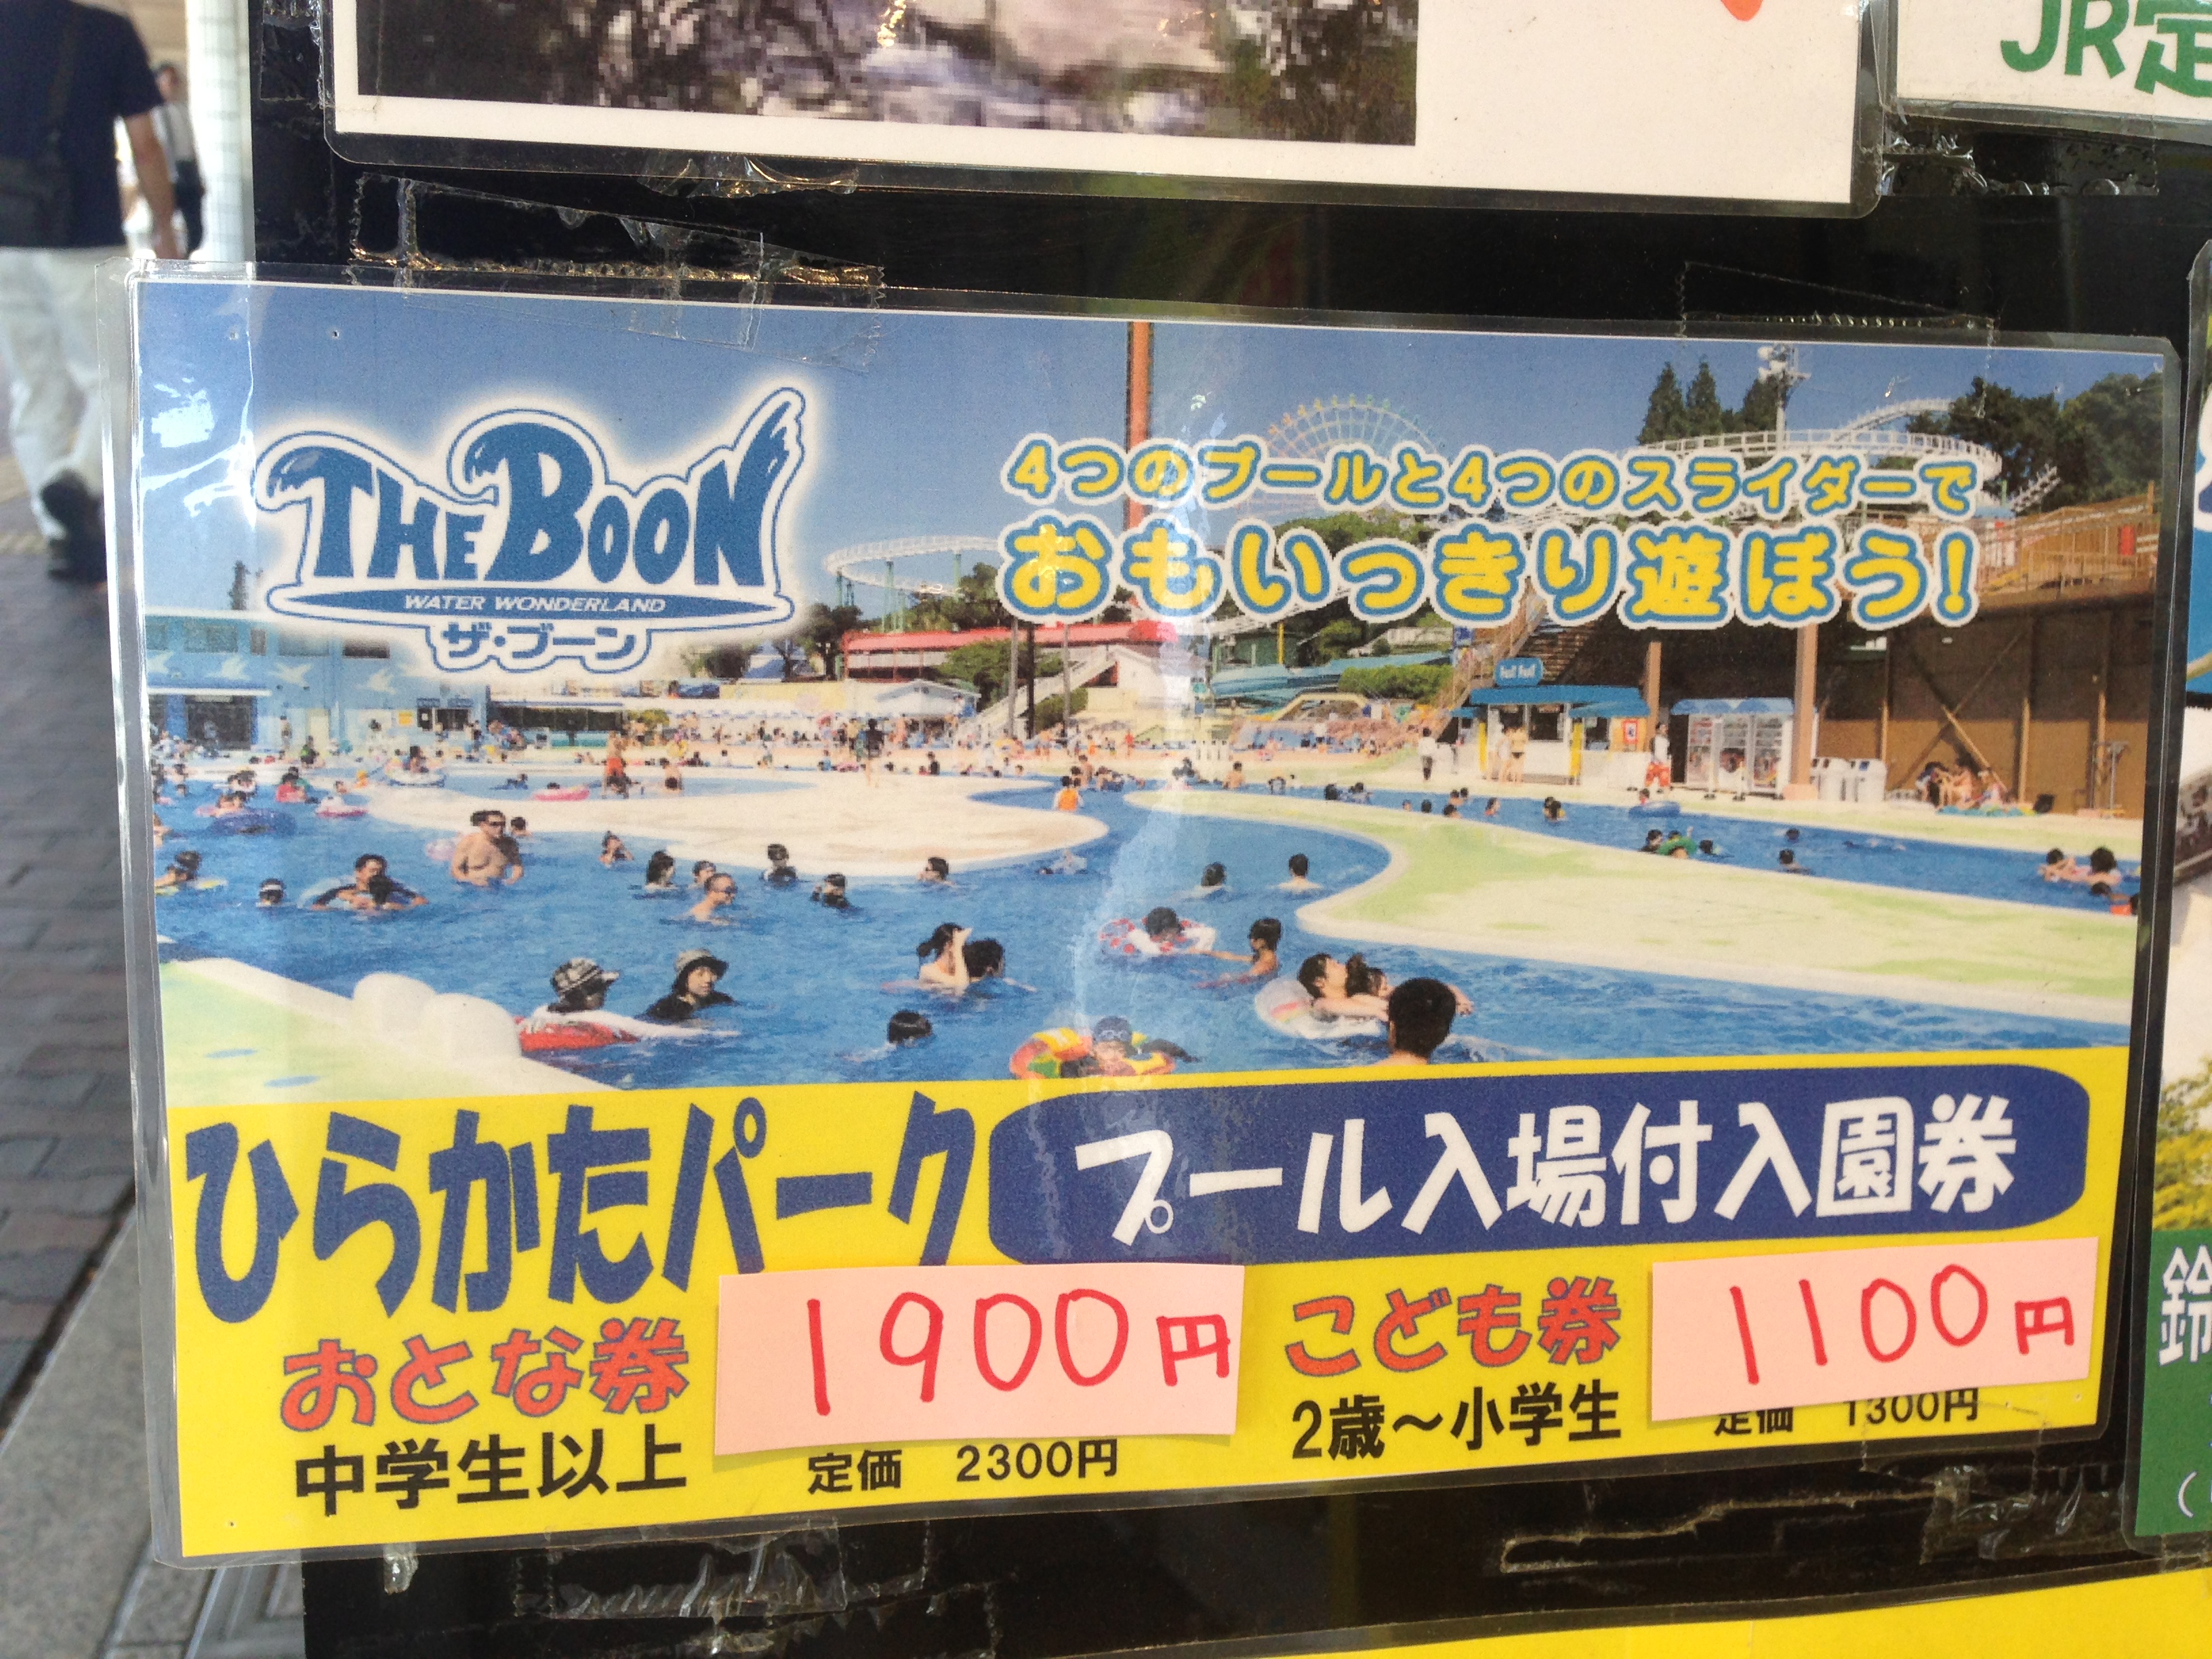 JR定
THE BOON
WATER WONDERLAND
ザ・ブーン
4つのプールと4つのスライダーで
おもいっきり遊ぼう!
ひらかたパーク
プール入場付入園券
おとな券
1900円
中学生以上
定価 2300円
こども券
1100円
2歳～小学生
定価 1300円
鈴